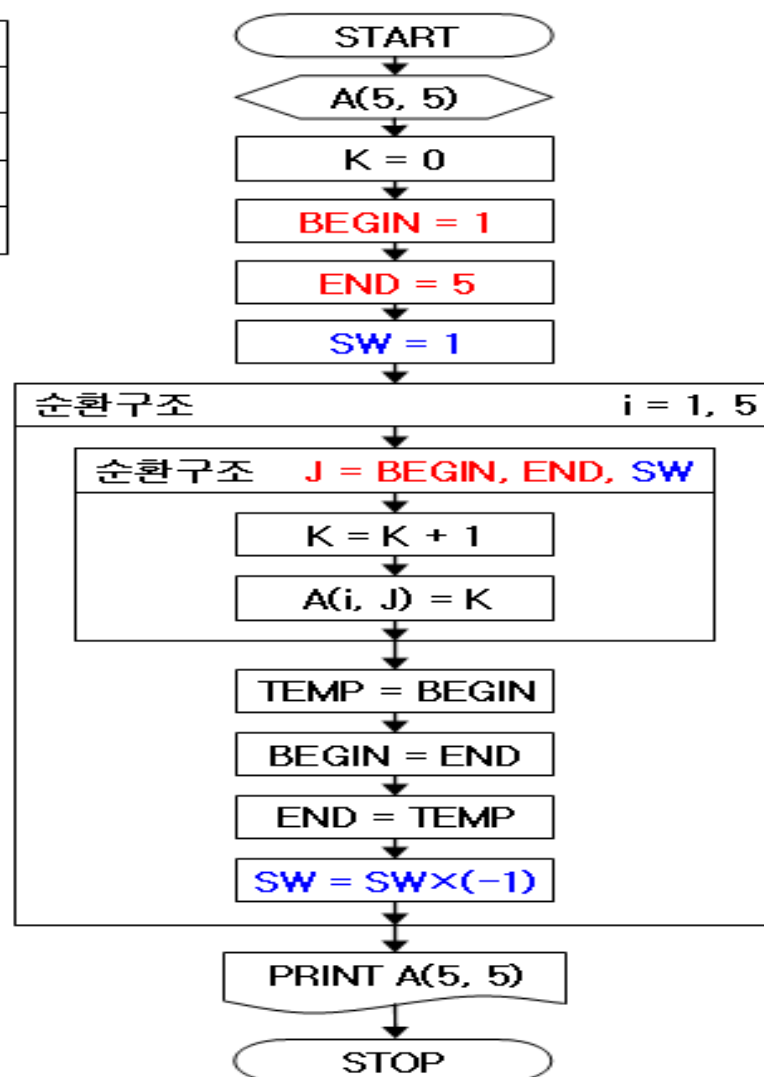 START
A(5, 5)
K = 0
BEGIN = 1
END = 5
SW = 1
순환구조 i = 1, 5
순환구조 J = BEGIN, END, SW
K = K + 1
A(i, J) = K
TEMP = BEGIN
BEGIN = END
END = TEMP
SW = SW×(-1)
PRINT A(5, 5)
STOP